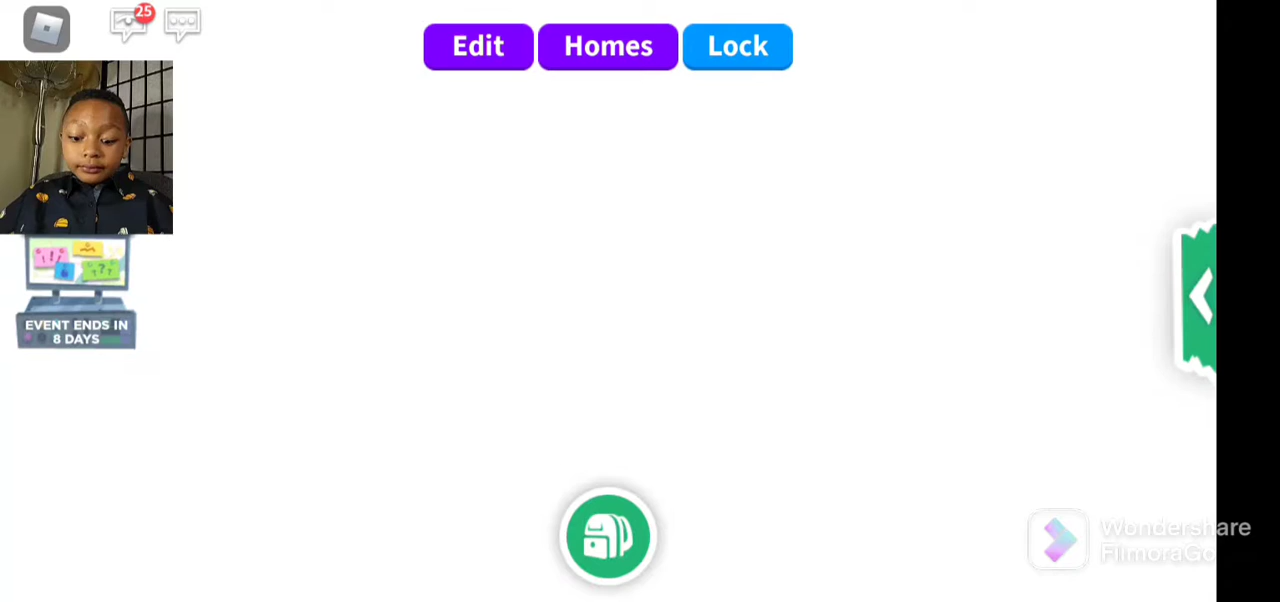 25
Edit Homes Lock
EVENT ENDS IN
8 DAYS
Wondershare
FilmoraGo